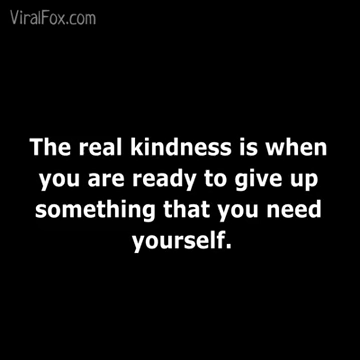 ViralFox.com
The real kindness is when
you are ready to give up
something that you need
yourself.